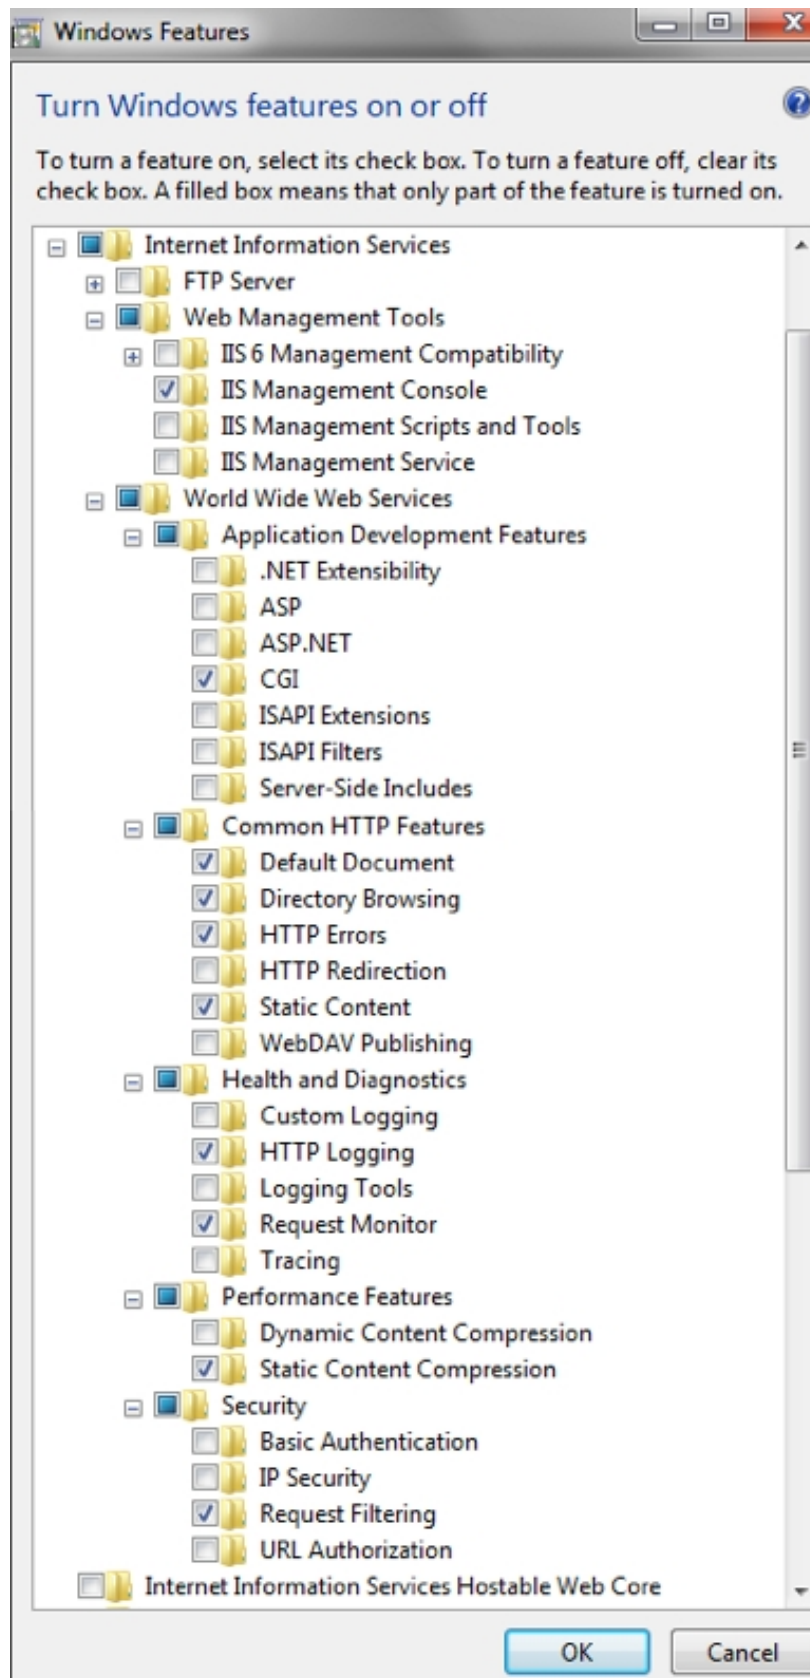 Windows Features
Turn Windows features on or off
To turn a feature on, select its check box. To turn a feature off, clear its
check box. A filled box means that only part of the feature is turned on.
Internet Information Services
FTP Server
Web Management Tools
IIS 6 Management Compatibility
IIS Management Console
IIS Management Scripts and Tools
IIS Management Service
World Wide Web Services
Application Development Features
.NET Extensibility
ASP
ASP.NET
CGI
ISAPI Extensions
ISAPI Filters
Server-Side Includes
Common HTTP Features
Default Document
Directory Browsing
HTTP Errors
HTTP Redirection
Static Content
WebDAV Publishing
Health and Diagnostics
Custom Logging
HTTP Logging
Logging Tools
Request Monitor
Tracing
Performance Features
Dynamic Content Compression
Static Content Compression
Security
Basic Authentication
IP Security
Request Filtering
URL Authorization
Internet Information Services Hostable Web Core
OK Cancel